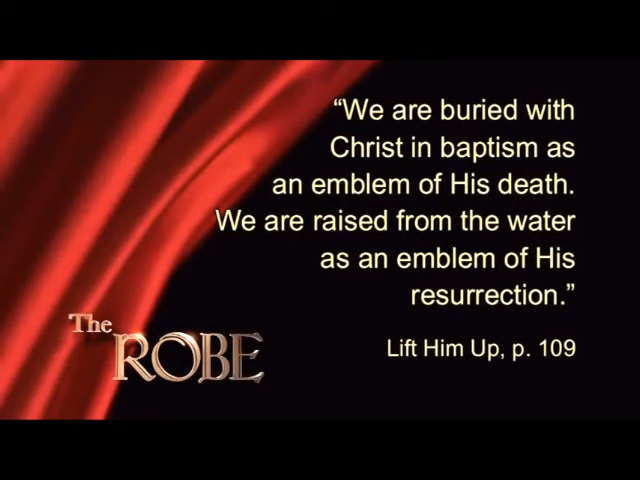 “We are buried with
Christ in baptism as
an emblem of His death.
We are raised from the water
as an emblem of His
resurrection.”
Lift Him Up, p. 109
The
ROBE